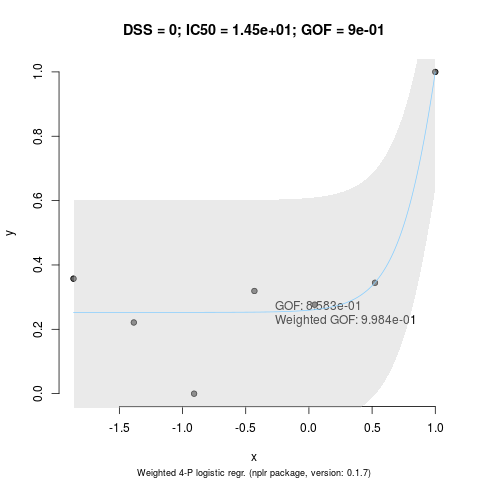 DSS = 0; IC50 = 1.45e+01; GOF = 9e-01
1.0
0.8
0.6
0.4
0.2
0.0
y
GOF: 8.583e-01
Weighted GOF: 9.984e-01
-1.5
-1.0
-0.5
0.0
0.5
1.0
x
Weighted 4-P logistic regr. (nplr package, version: 0.1.7)